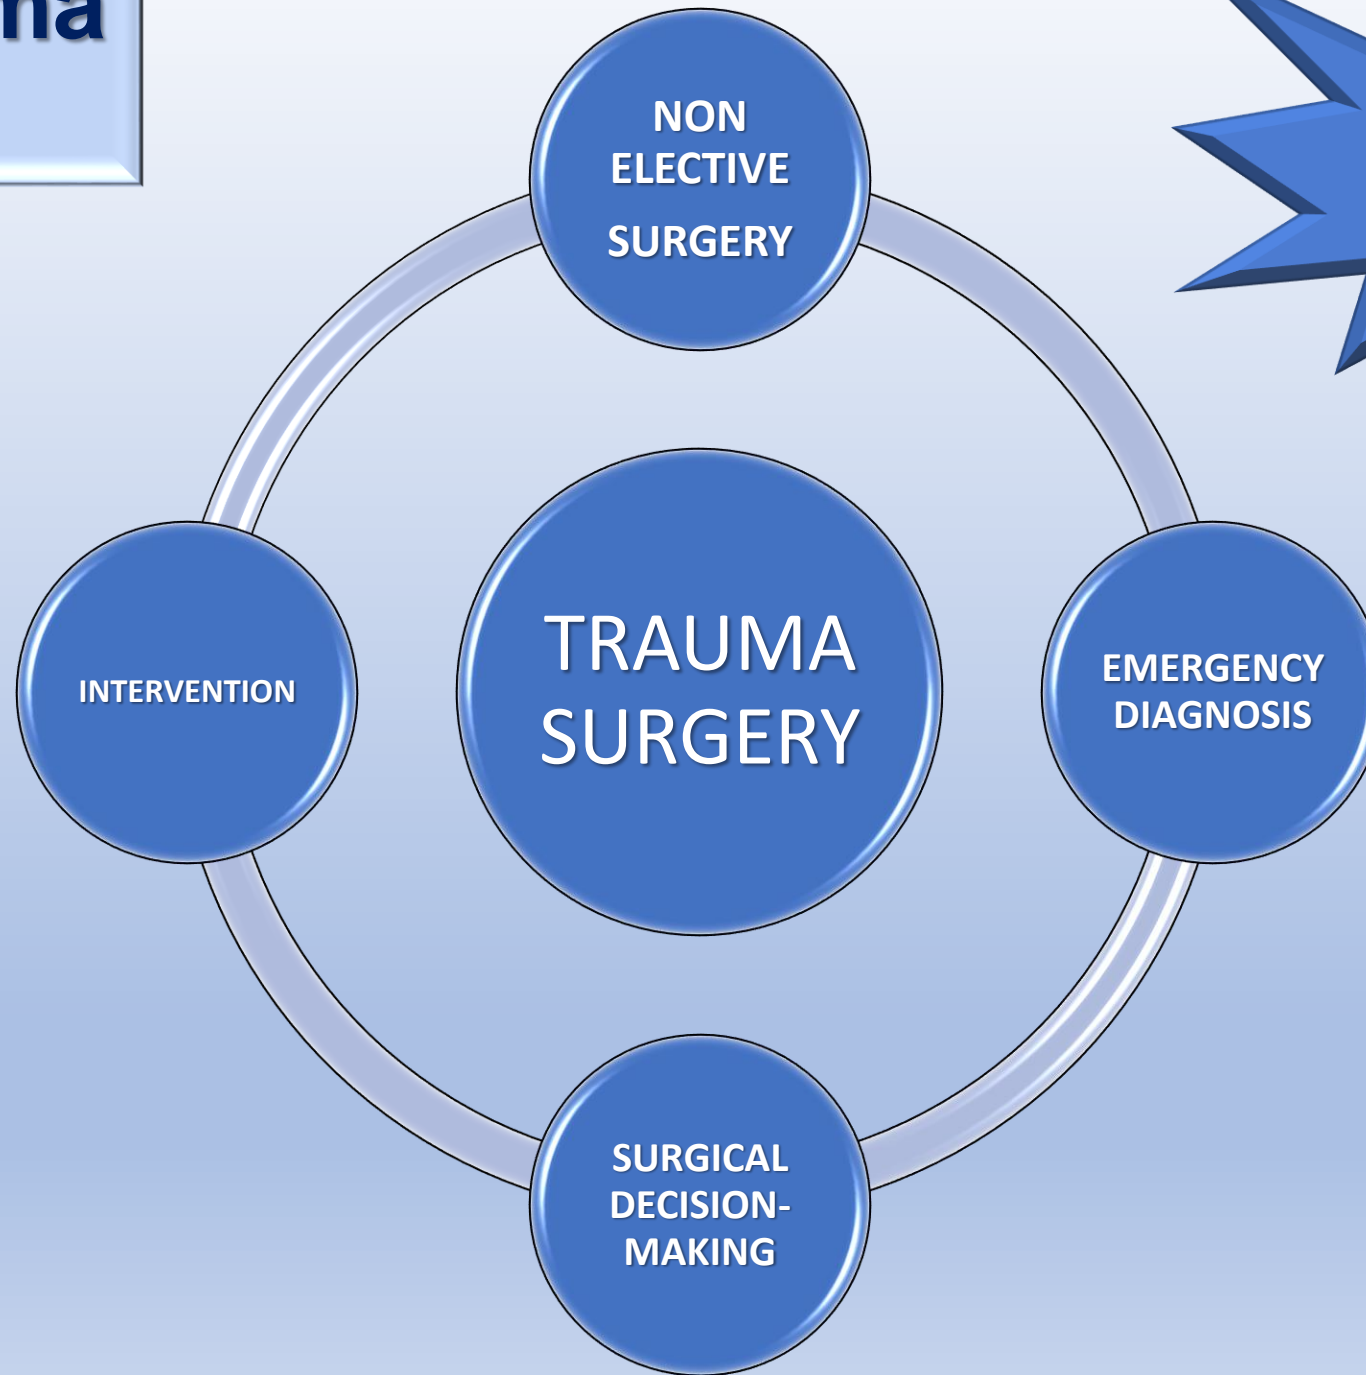 NON
ELECTIVE
SURGERY
TRAUMA
SURGERY
INTERVENTION
EMERGENCY
DIAGNOSIS
SURGICAL
DECISION-
MAKING